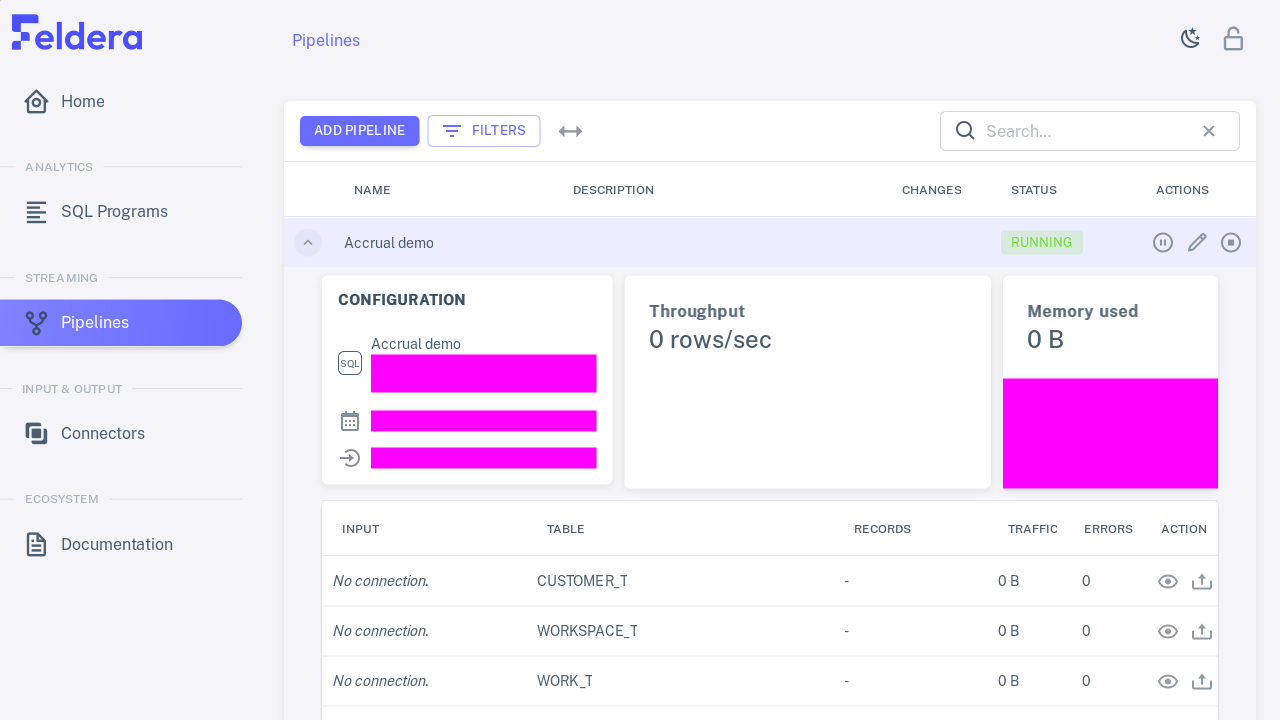 Feldera
Pipelines
Home
ANALYTICS
SQL Programs
STREAMING
Pipelines
INPUT & OUTPUT
Connectors
ECOSYSTEM
Documentation
ADD PIPELINE FILTERS Search...
NAME DESCRIPTION CHANGES STATUS ACTIONS
Accrual demo RUNNING
CONFIGURATION
SQL
Accrual demo
Throughput
0 rows/sec
Memory used
0 B
INPUT TABLE RECORDS TRAFFIC ERRORS ACTION
No connection. CUSTOMER_T - 0 B 0
No connection. WORKSPACE_T - 0 B 0
No connection. WORK_T - 0 B 0